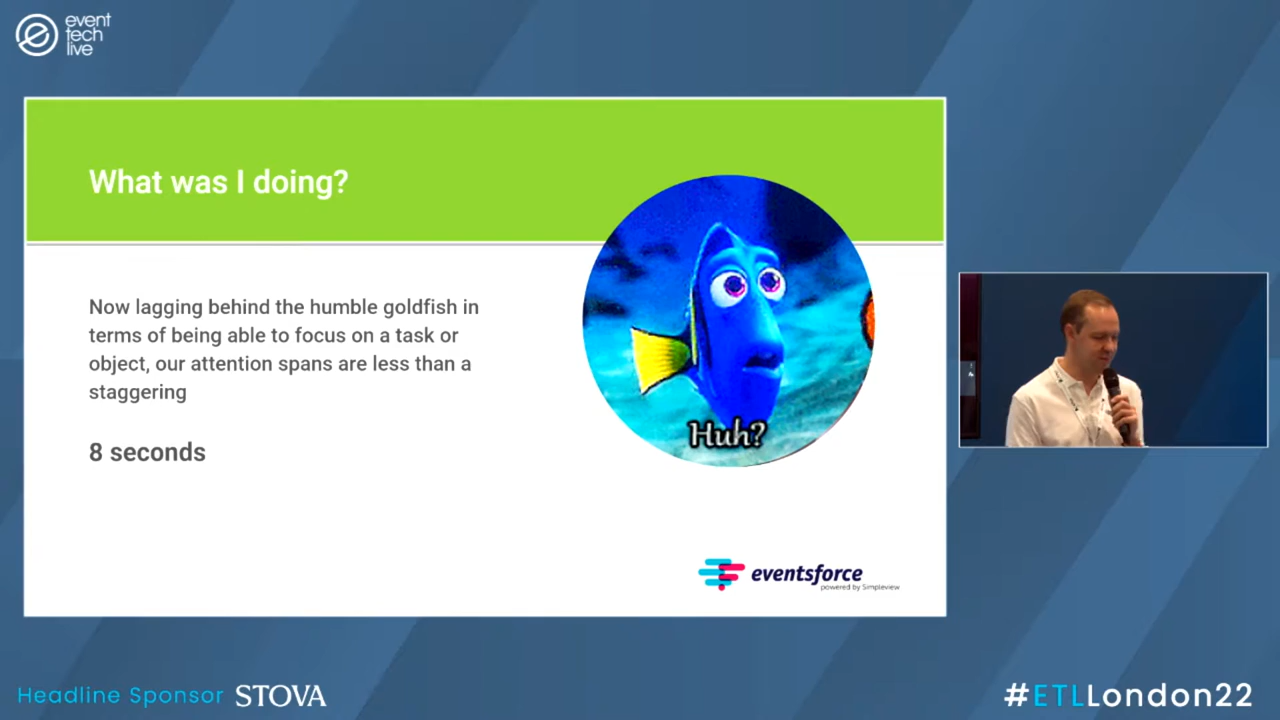 event
tech
live
What was I doing?
Now lagging behind the humble goldfish in
terms of being able to focus on a task or
object, our attention spans are less than a
staggering
8 seconds
Huh?
eventsforce
powered by Simpleview
Headline Sponsor STOVA
#ETLLondon22